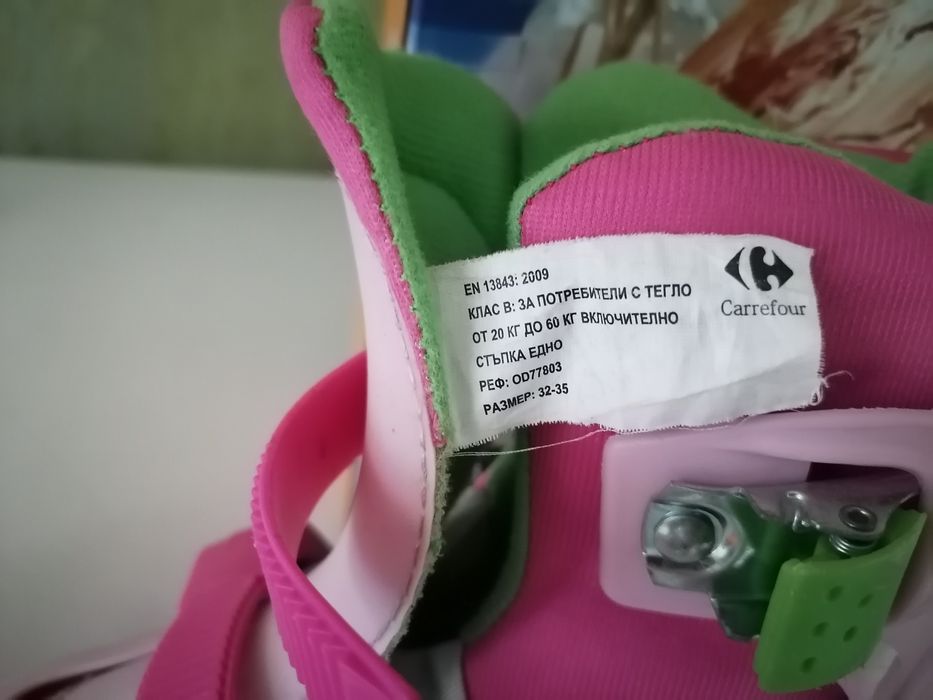 EN 13843: 2009
КЛАС B: ЗА ПОТРЕБИТЕЛИ С ТЕГЛО
ОТ 20 КГ ДО 60 КГ ВКЛЮЧИТЕЛНО
СТЪПКА ЕДНО
РЕФ: OD77803
РАЗМЕР: 32-35
Carrefour